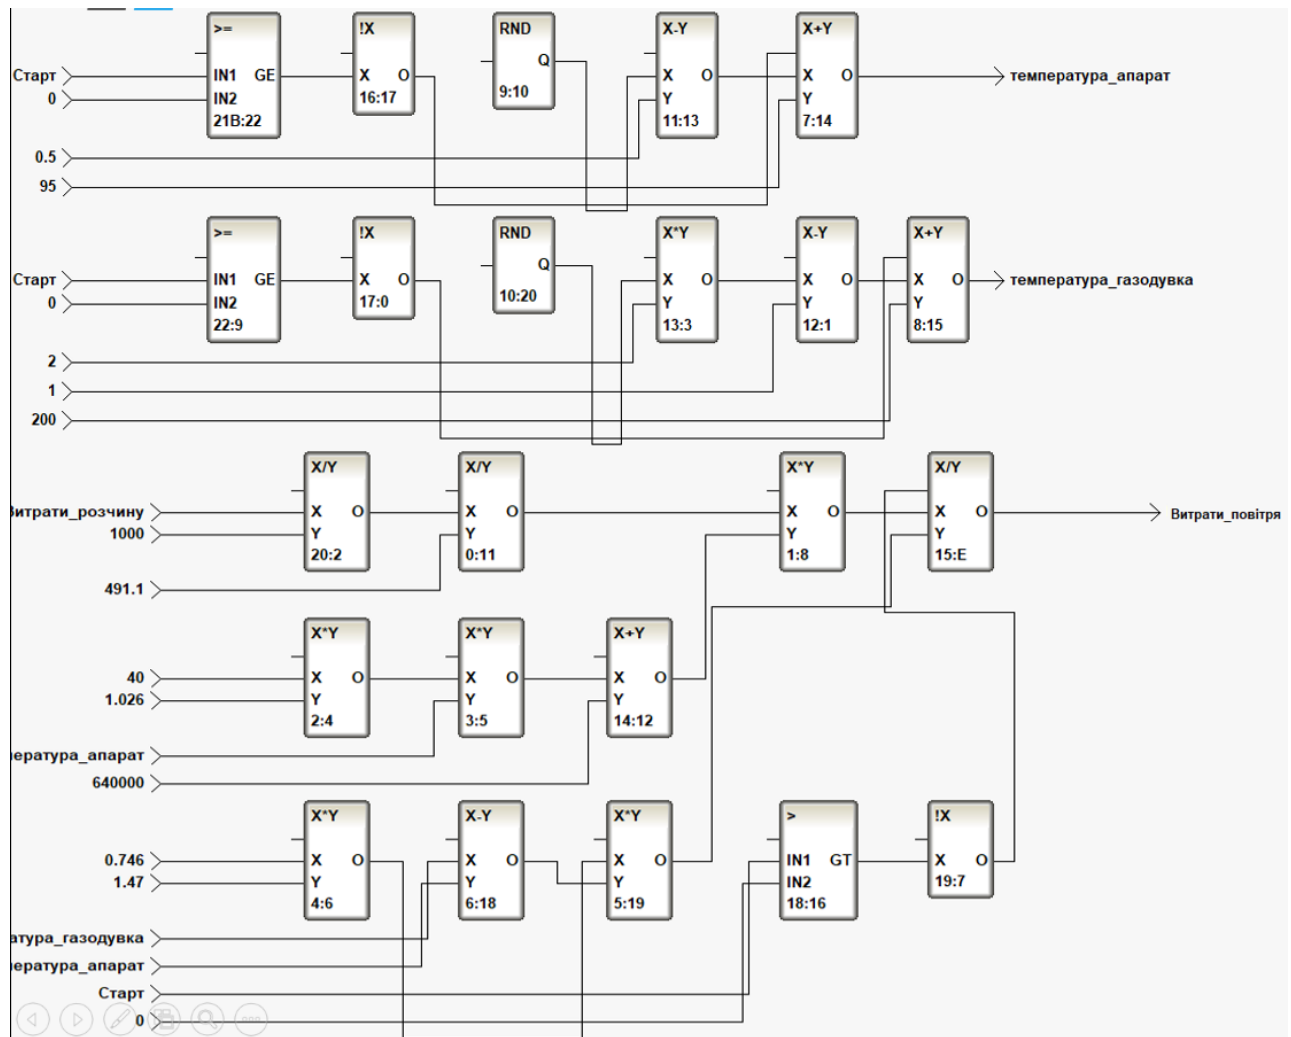 >= !X RND X-Y X+Y
Q
Старт IN1 GE X O X O X O температура_апарат
0 IN2 16:17 9:10 Y Y
21B:22 11:13 7:14
0.5
95
>= !X RND X*Y X-Y X+Y
Q
Старт IN1 GE X O X O X O X O температура_газодувка
0 IN2 17:0 10:20 Y Y Y
22:9 13:3 12:1 8:15
2
1
200
X/Y X/Y X*Y X/Y
итрати_розчину X O X O X O X O Витрати_повітря
1000 Y Y Y Y
20:2 0:11 1:8 15:E
491.1
X*Y X*Y X+Y
40 X O X O X O
1.026 Y Y Y
2:4 3:5 14:12
пература_апарат
640000
X*Y X-Y X*Y > !X
0.746 X O X O X O IN1 GT X O
1.47 Y Y Y IN2 19:7
4:6 6:18 5:19 18:16
атура_газодувка
пература_апарат
Старт
0